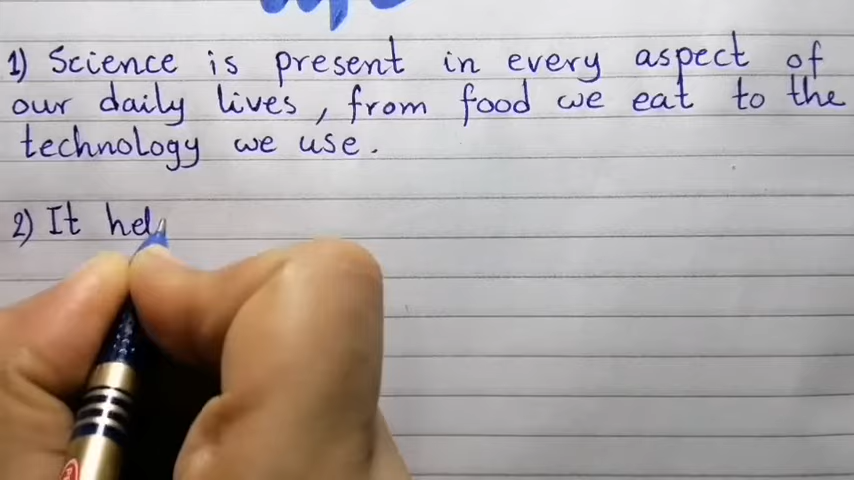 1) Science is present in every aspect of
our daily lives, from food we eat to the
technology we use.
2) It hel